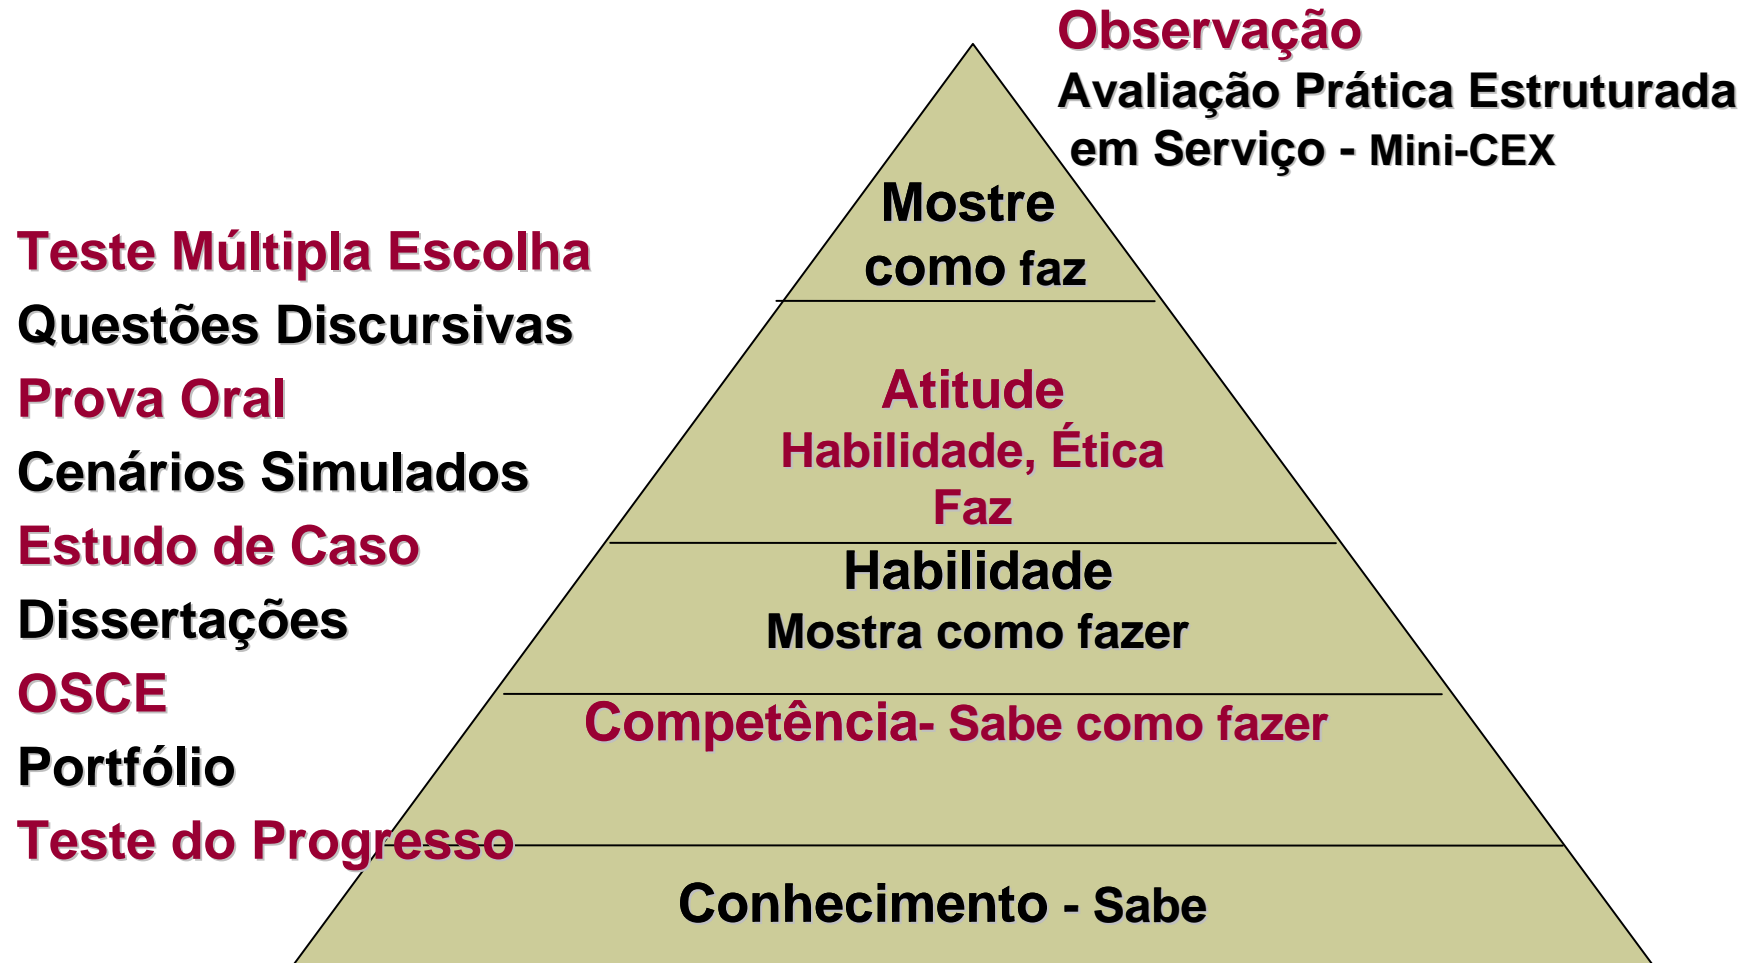 Observação
Avaliação Prática Estruturada
em Serviço - Mini-CEX
Teste Múltipla Escolha
Questões Discursivas
Prova Oral
Cenários Simulados
Estudo de Caso
Dissertações
OSCE
Portfólio
Teste do Progresso
Mostre
como faz
Atitude
Habilidade, Ética
Faz
Habilidade
Mostra como fazer
Competência- Sabe como fazer
Conhecimento - Sabe